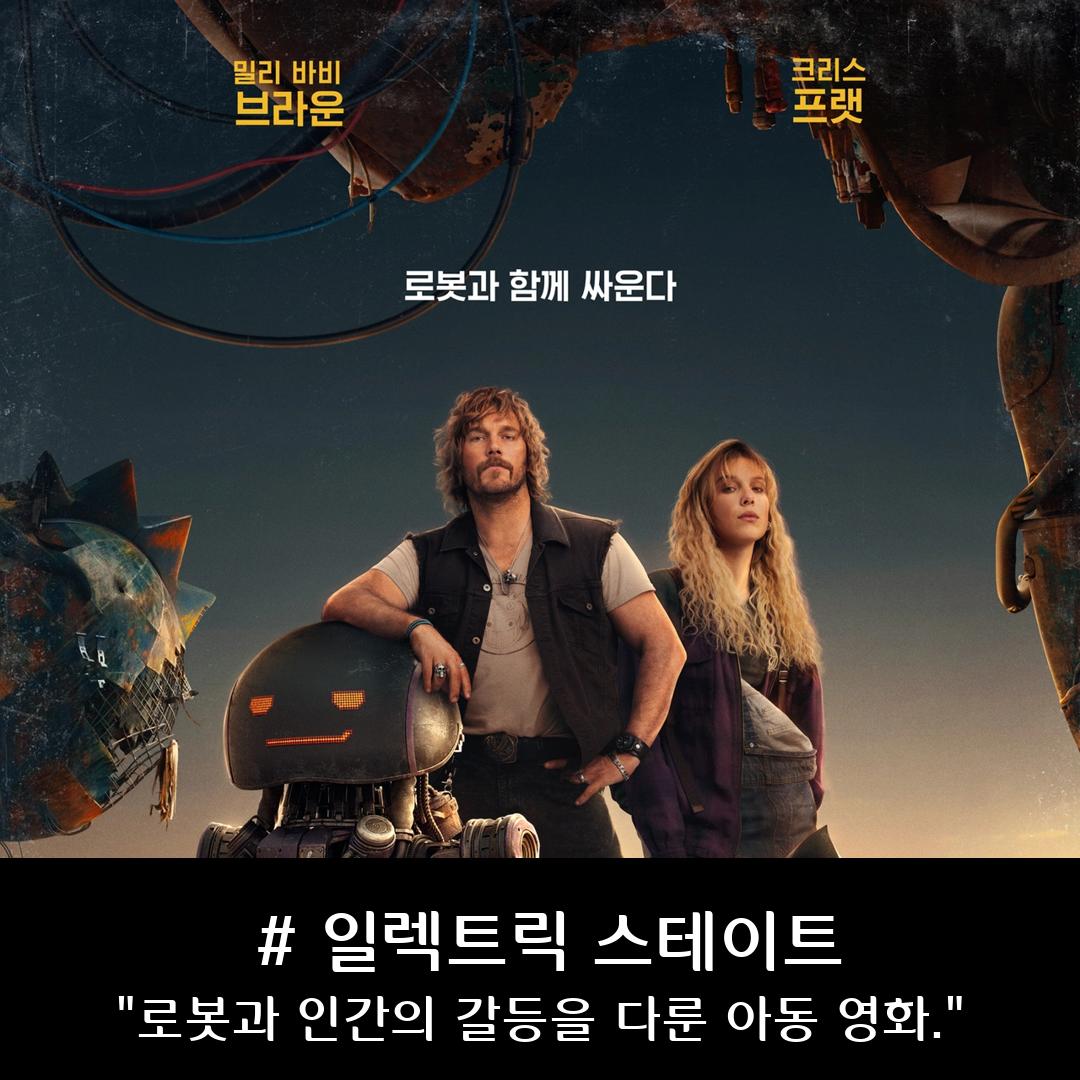 밀리 바비
브라운
크리스
프랫
로봇과 함께 싸운다
# 일렉트릭 스테이트
"로봇과 인간의 갈등을 다룬 아동 영화."